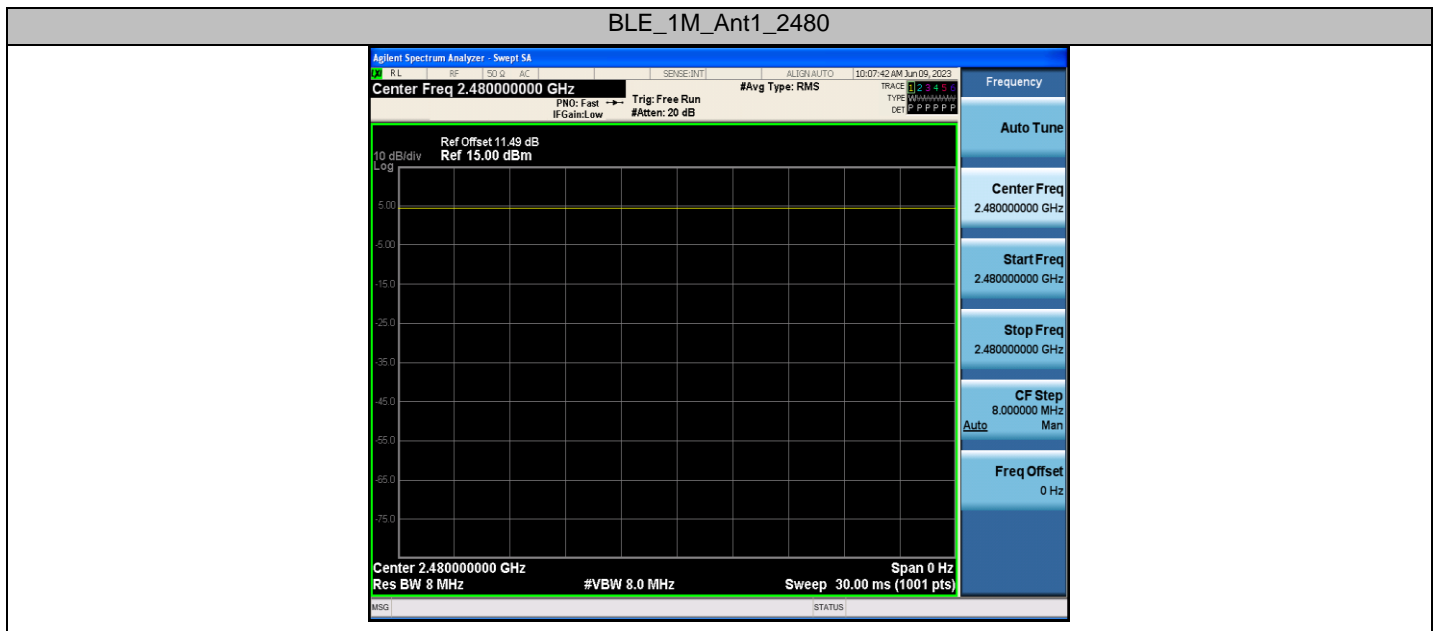 BLE_1M_Ant1_2480
Agilent Spectrum Analyzer - Swept SA
LXI RL RF 50 Ω AC SENSE:INT ALIGNAUTO 10:07:42 AM Jun 09, 2023
Center Freq 2.480000000 GHz
PNO: Fast
IFGain:Low
Trig: Free Run
#Atten: 20 dB
#Avg Type: RMS
TRACE 1 2 3 4 5 6
TYPE
DET P P P P P P
Ref Offset 11.49 dB
10 dB/div Ref 15.00 dBm
Log
5.00
-5.00
-15.0
-25.0
-35.0
-45.0
-55.0
-65.0
-75.0
Center 2.480000000 GHz Span 0 Hz
Res BW 8 MHz #VBW 8.0 MHz Sweep 30.00 ms (1001 pts)
MSG STATUS
Frequency
Auto Tune
Center Freq
2.480000000 GHz
Start Freq
2.480000000 GHz
Stop Freq
2.480000000 GHz
CF Step
8.000000 MHz
Auto Man
Freq Offset
0 Hz